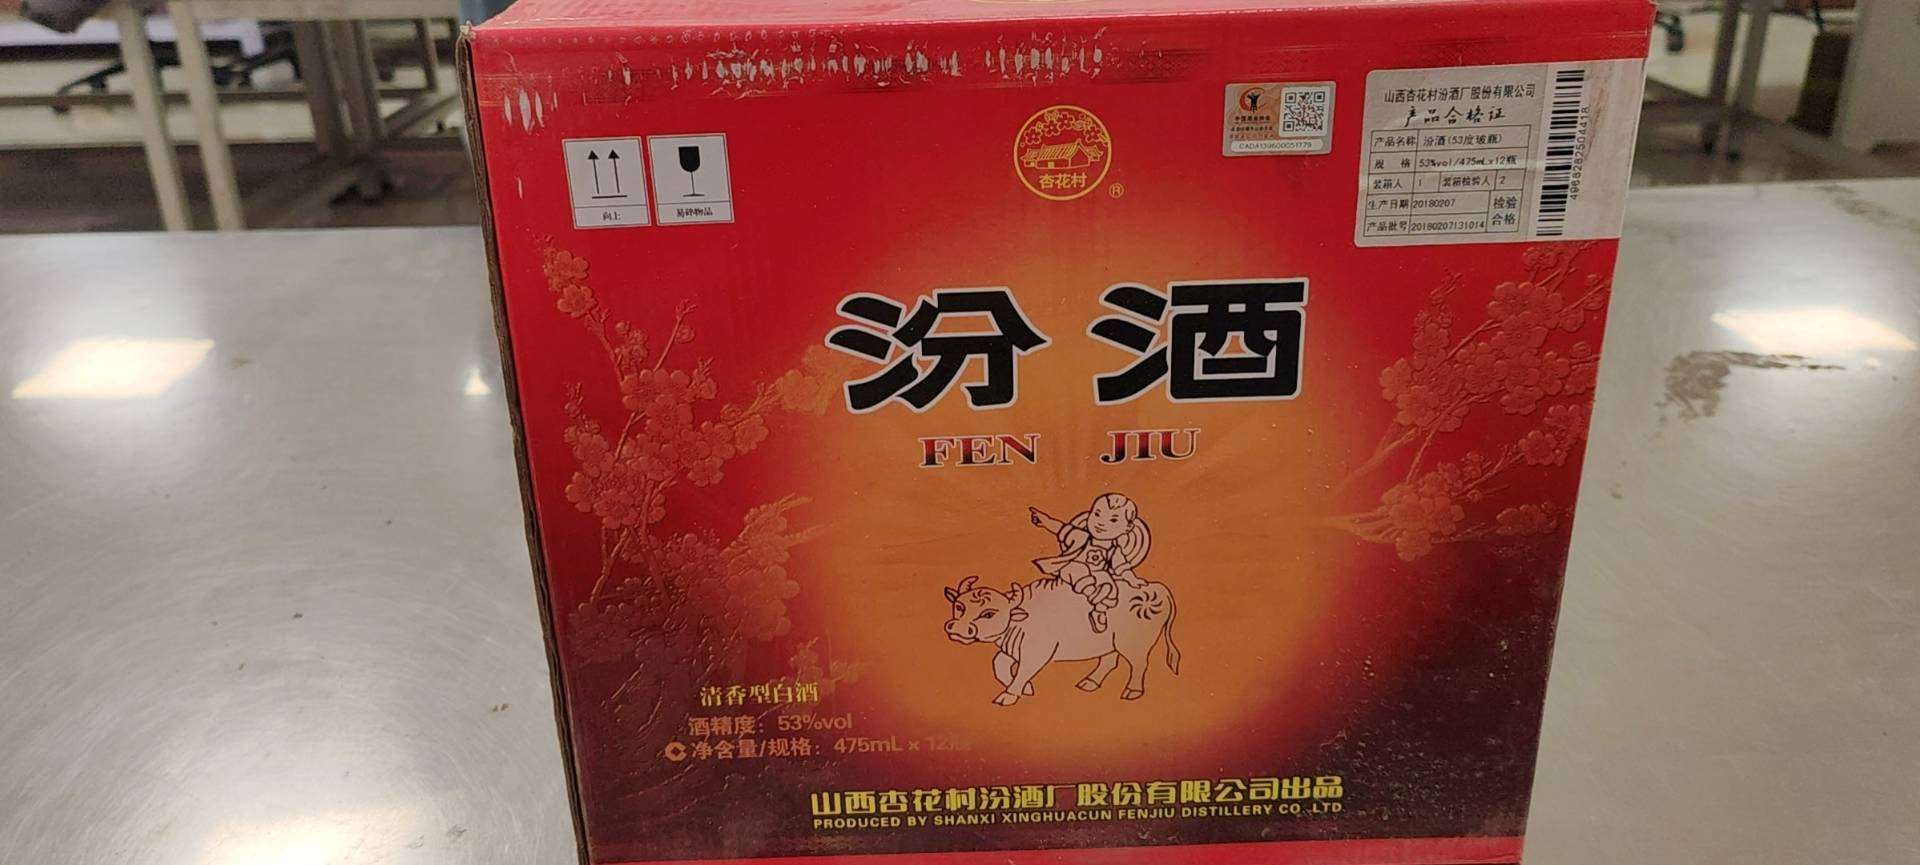 杏花村
®
CADA139600051779
山西杏花村汾酒厂股份有限公司
产品合格证
产品名称 汾酒(53度玻瓶)
规格 53%vol/475mL×12瓶
装箱人 1 装箱检验人 2
生产日期 20180207 检验
产品批号 20180207131014 合格
向上
易碎物品
汾酒
FEN JIU
清香型白酒
酒精度：53%vol
净含量/规格：475mL×12瓶
山西杏花村汾酒厂股份有限公司出品
PRODUCED BY SHANXI XINGHUACUN FENJIU DISTILLERY CO. LTD.